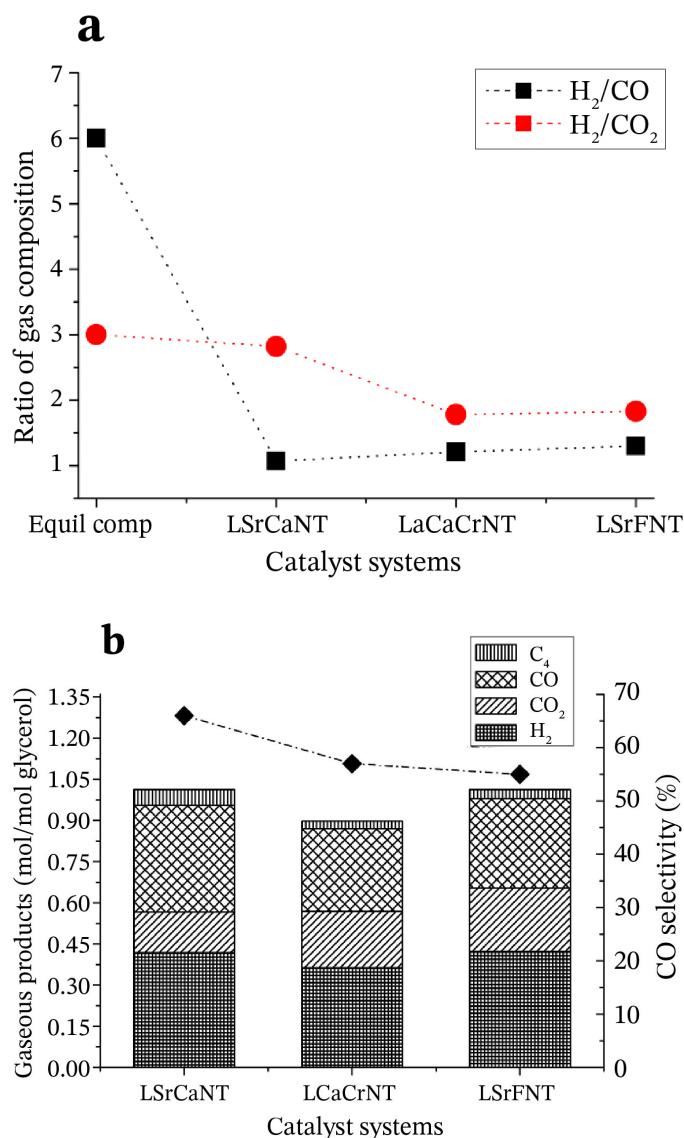 a
7
6
5
4
3
2
1
Ratio of gas composition
H₂/CO
H₂/CO₂
Equil comp LSrCaNT LaCaCrNT LSrFNT
Catalyst systems
b
C₄
CO
CO₂
H₂
1.35
1.20
1.05
0.90
0.75
0.60
0.45
0.30
0.15
0.00
Gaseous products (mol/mol glycerol)
70
60
50
40
30
20
10
0
CO selectivity (%)
LSrCaNT LCaCrNT LSrFNT
Catalyst systems